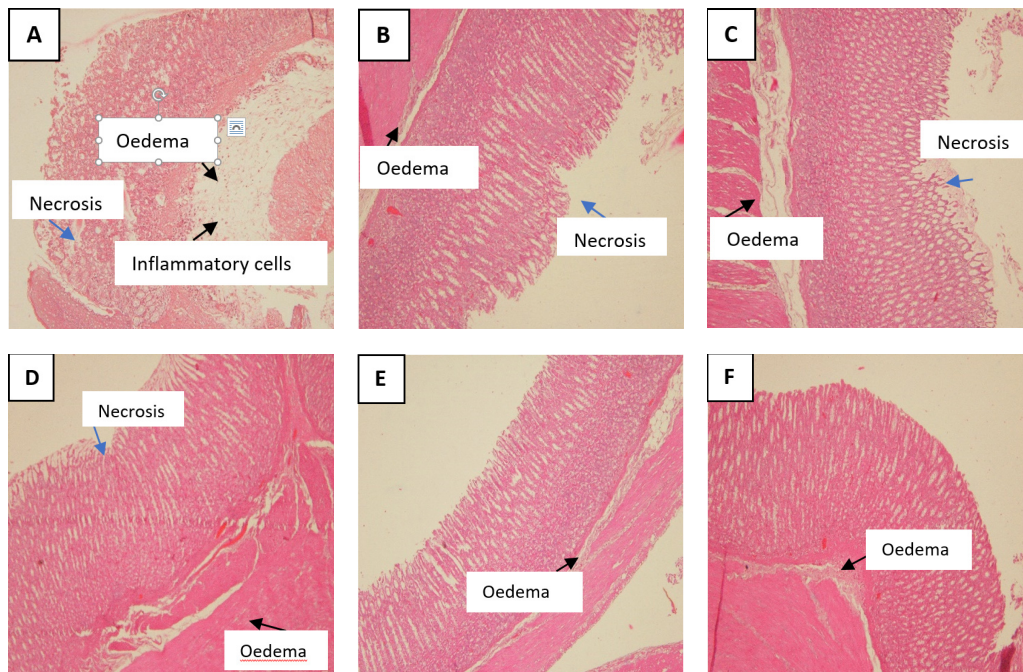 A
Oedema
Necrosis
Inflammatory cells
B
Oedema
Necrosis
C
Necrosis
Oedema
D
Necrosis
Oedema
E
Oedema
F
Oedema